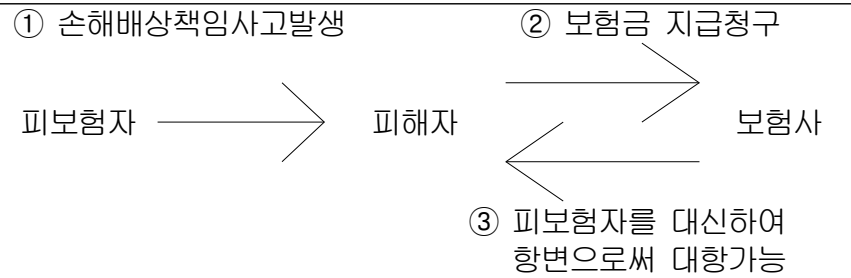 ① 손해배상책임사고발생 ② 보험금 지급청구
피보험자 피해자 보험사
③ 피보험자를 대신하여
항변으로써 대항가능